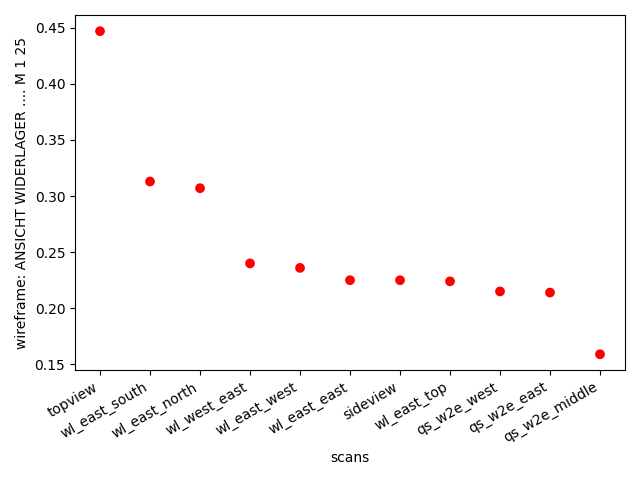 wireframe: ANSICHT WIDERLAGER .... M 1 25
0.45
0.40
0.35
0.30
0.25
0.20
0.15
topview
wl_east_south
wl_east_north
wl_west_east
wl_east_west
wl_east_east
sideview
wl_east_top
qs_w2e_west
qs_w2e_east
qs_w2e_middle
scans